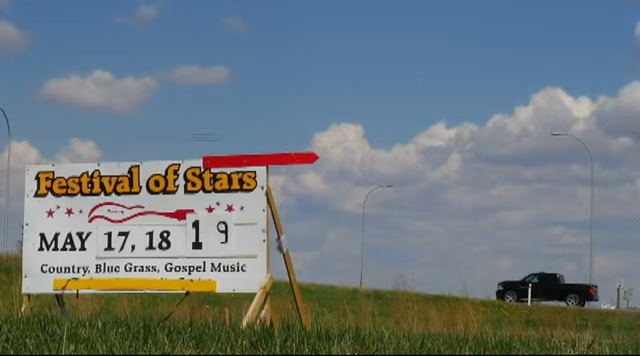 Festival of Stars
MAY 17, 18 19
Country, Blue Grass, Gospel Music